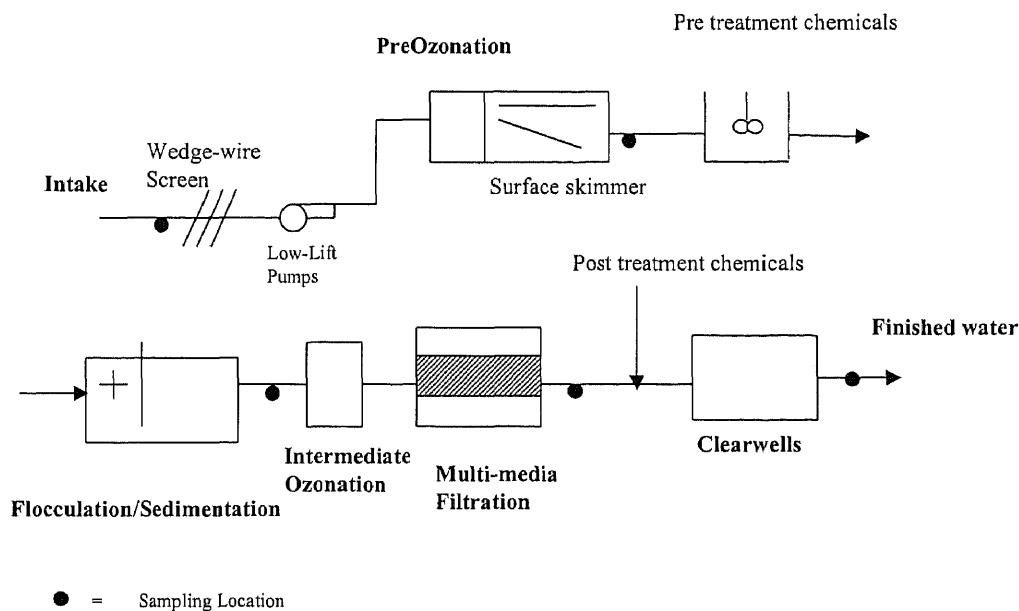 Pre treatment chemicals
PreOzonation
Wedge-wire
Screen
Intake
Surface skimmer
Low-Lift
Pumps
Post treatment chemicals
Finished water
Clearwells
Intermediate
Ozonation
Multi-media
Filtration
Flocculation/Sedimentation
= Sampling Location